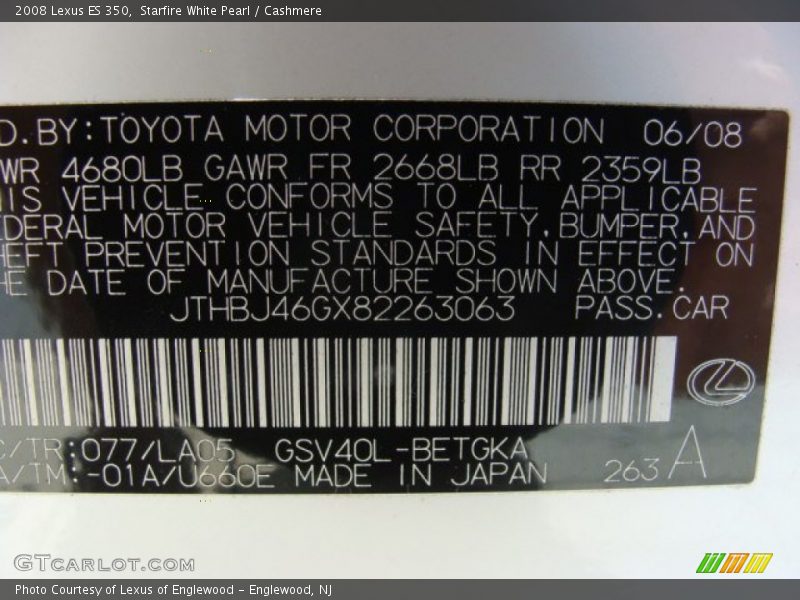 2008 Lexus ES 350, Starfire White Pearl / Cashmere
D.BY:TOYOTA MOTOR CORPORATION 06/08
WR 4680LB GAWR FR 2668LB RR 2359LB
IS VEHICLE CONFORMS TO ALL APPLICABLE
EDERAL MOTOR VEHICLE SAFETY,BUMPER,AND
HEFT PREVENTION STANDARDS IN EFFECT ON
HE DATE OF MANUFACTURE SHOWN ABOVE.
JTHBJ46GX82263063 PASS.CAR
C/TR:077/LA05 GSV40L-BETGKA
A/TM:-01A/U660E MADE IN JAPAN 263 A
GTCARLOT.COM
Photo Courtesy of Lexus of Englewood - Englewood, NJ